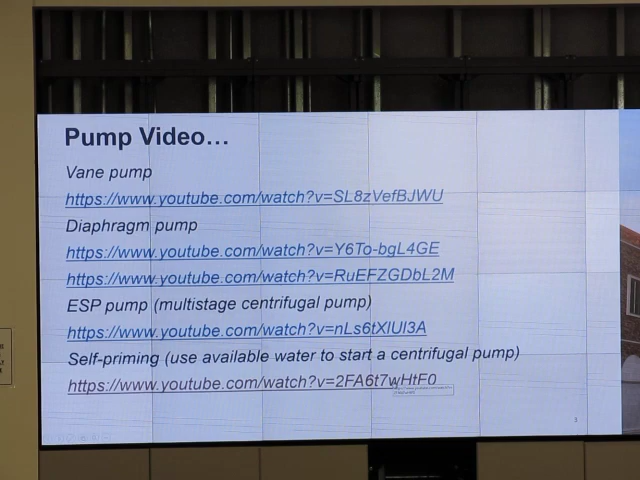 Pump Video…
Vane pump
https://www.youtube.com/watch?v=SL8zVefBJWU
Diaphragm pump
https://www.youtube.com/watch?v=Y6To-bgL4GE
https://www.youtube.com/watch?v=RuEFZGDbL2M
ESP pump (multistage centrifugal pump)
https://www.youtube.com/watch?v=nLs6tXlUl3A
Self-priming (use available water to start a centrifugal pump)
https://www.youtube.com/watch?v=2FA6t7wHtF0
3